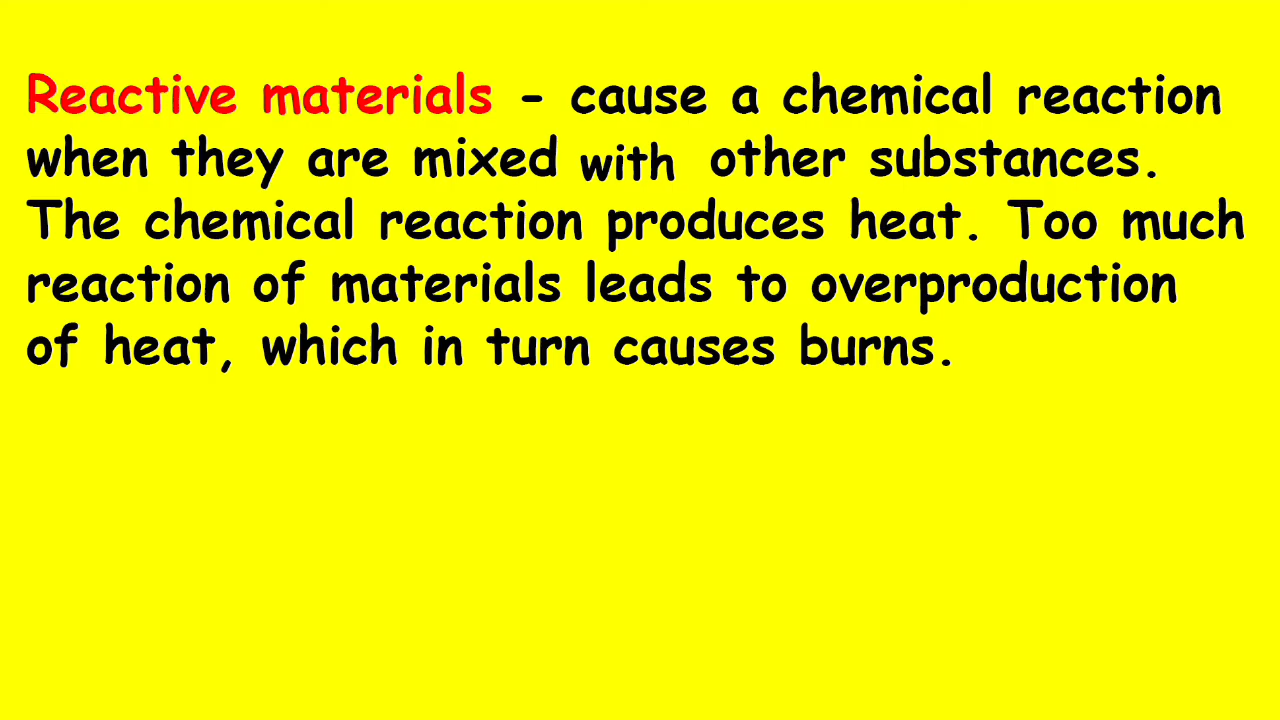 Reactive materials - cause a chemical reaction
when they are mixed with other substances.
The chemical reaction produces heat. Too much
reaction of materials leads to overproduction
of heat, which in turn causes burns.